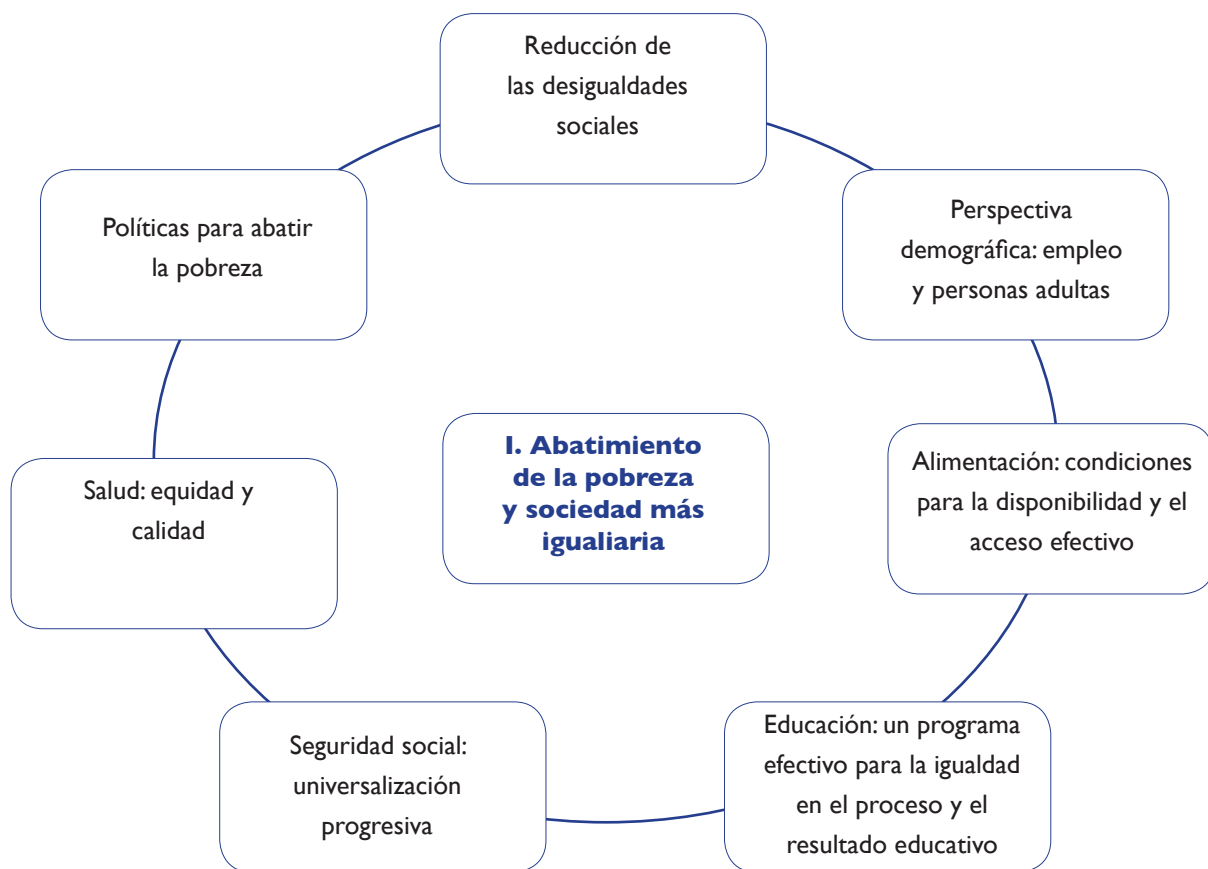 Reducción de
las desigualdades
sociales
Perspectiva
demográfica: empleo
y personas adultas
Alimentación: condiciones
para la disponibilidad y el
acceso efectivo
Educación: un programa
efectivo para la igualdad
en el proceso y el
resultado educativo
Seguridad social:
universalización
progresiva
Salud: equidad y
calidad
Políticas para abatir
la pobreza
I. Abatimiento
de la pobreza
y sociedad más
igualiaria